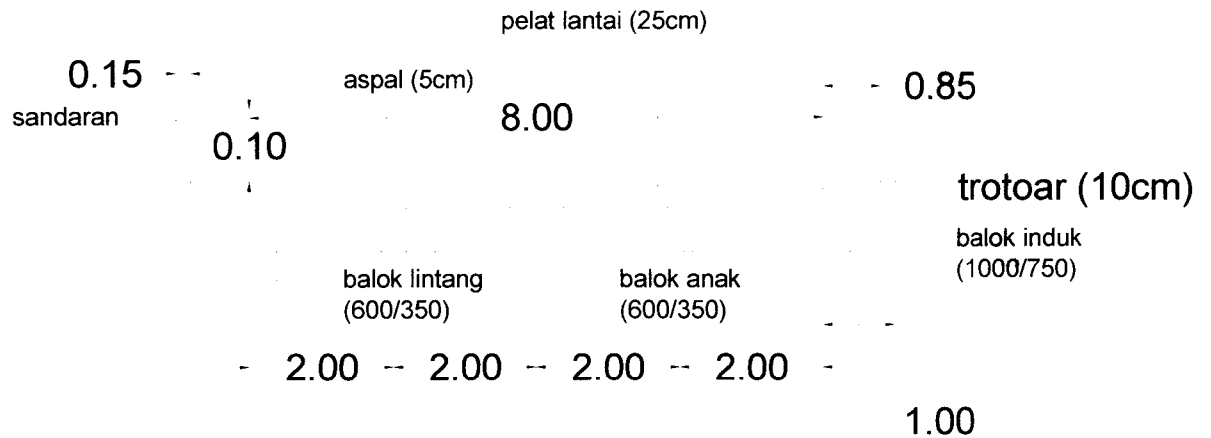 pelat lantai (25cm)
0.15
aspal (5cm)
0.85
sandaran
8.00
0.10
trotoar (10cm)
balok induk
(1000/750)
balok lintang
(600/350)
balok anak
(600/350)
2.00 2.00 2.00 2.00
1.00